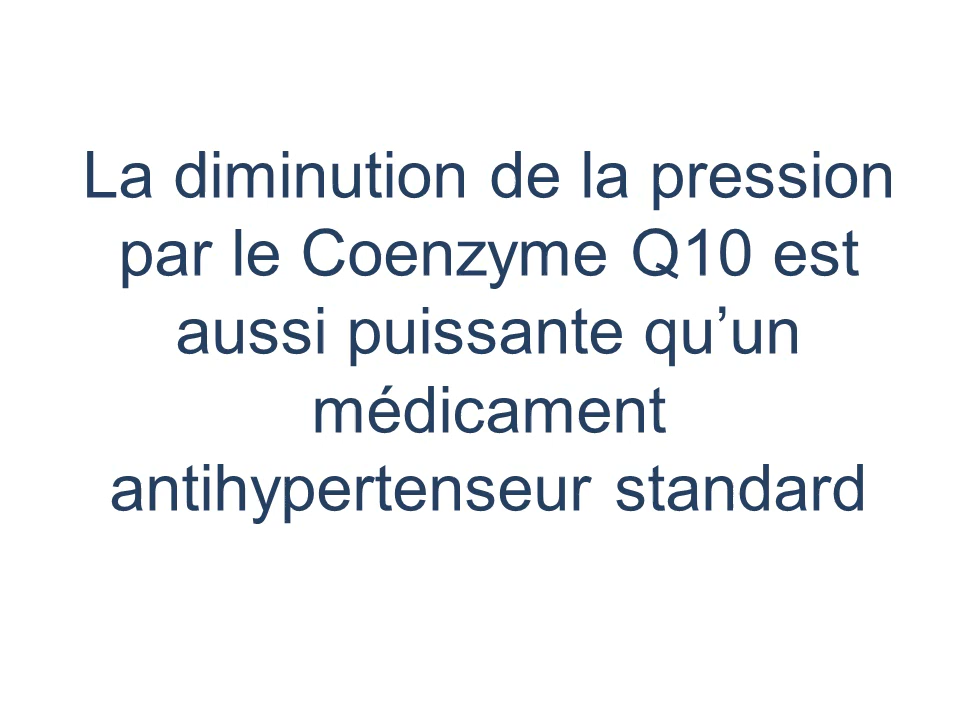 La diminution de la pression
par le Coenzyme Q10 est
aussi puissante qu’un
médicament
antihypertenseur standard